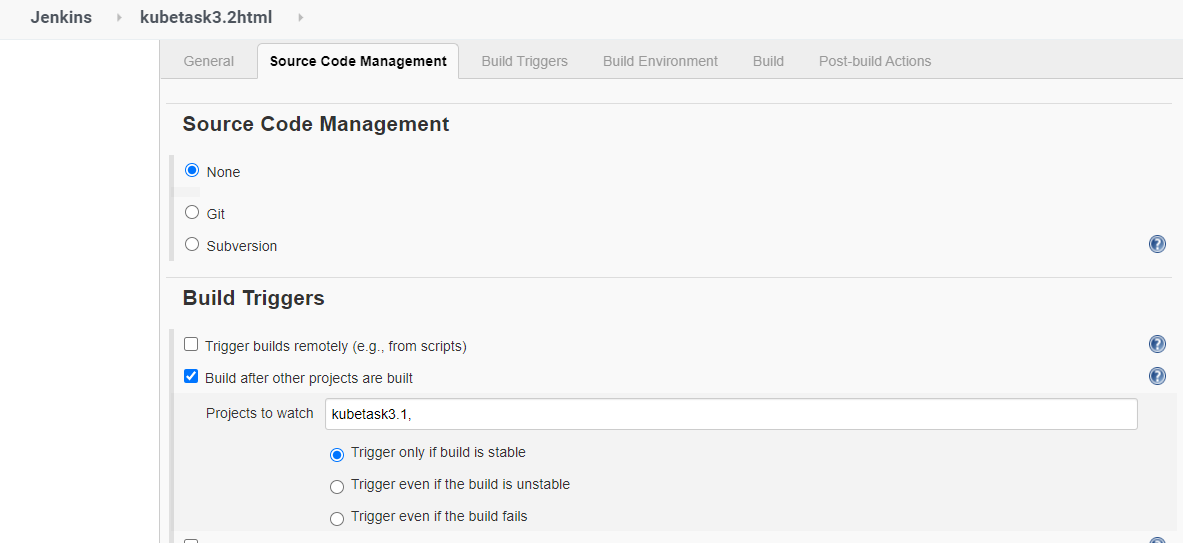 Jenkins kubetask3.2html
General Source Code Management Build Triggers Build Environment Build Post-build Actions
Source Code Management
None
Git
Subversion
Build Triggers
Trigger builds remotely (e.g., from scripts)
Build after other projects are built
Projects to watch kubetask3.1,
Trigger only if build is stable
Trigger even if the build is unstable
Trigger even if the build fails